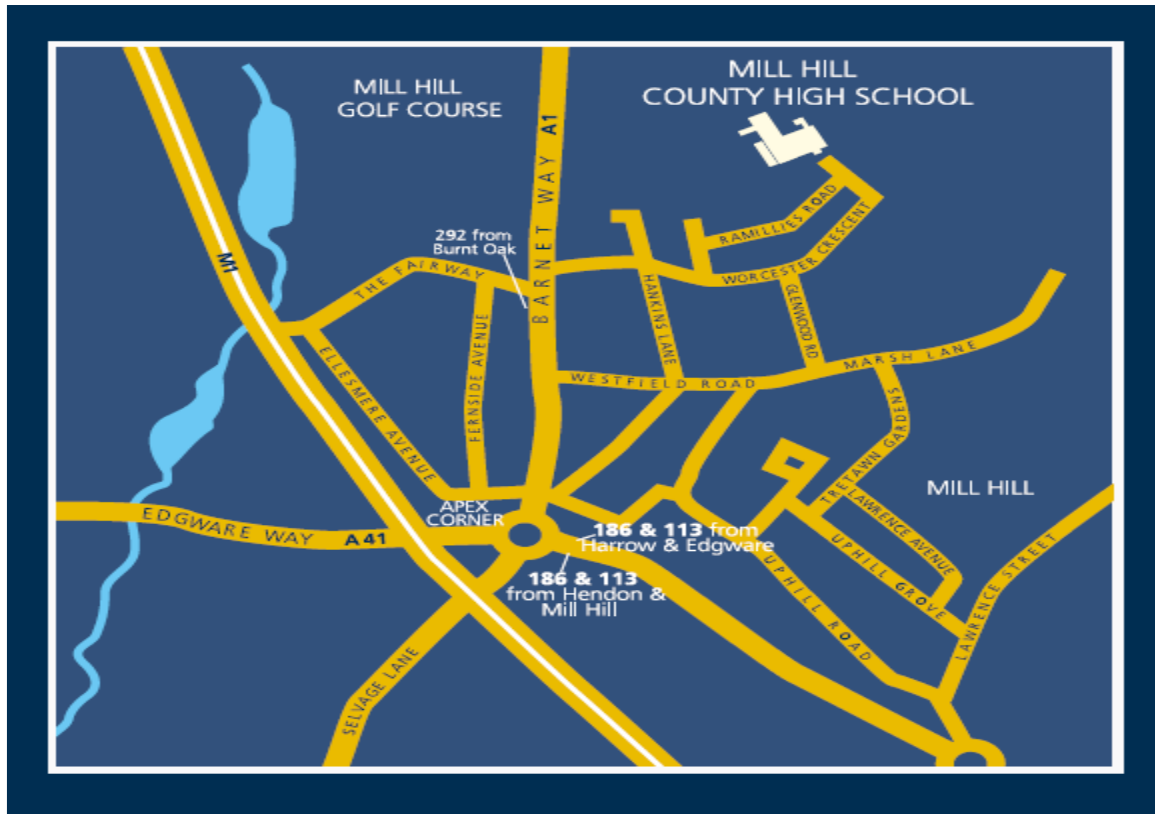 MILL HILL
GOLF COURSE
MILL HILL
COUNTY HIGH SCHOOL
BARNET WAY A1
M1
292 from
Burnt Oak
THE FAIRWAY
RAMILLIES ROAD
WORCESTER CRESCENT
HANKINS LANE
GLENWOOD RD
FERNSIDE AVENUE
ELLESMERE AVENUE
WESTFIELD ROAD
MARSH LANE
TRETAWN GARDENS
LAWRENCE AVENUE
MILL HILL
APEX
CORNER
EDGWARE WAY A41
186 & 113 from
Harrow & Edgware
186 & 113
from Hendon &
Mill Hill
UPHILL GROVE
UPHILL ROAD
LAWRENCE STREET
SELVAGE LANE